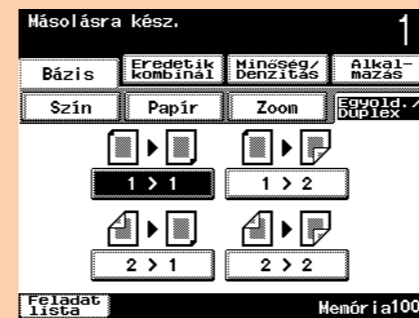 Másolásra kész. 1
Bázis
Eredetik
kombinál
Minőség/
Denzitás
Alkal-
mazás
Szín
Papír
Zoom
Egyold./
Duplex
1 > 1
1 > 2
2 > 1
2 > 2
Feladat
lista
Memória100